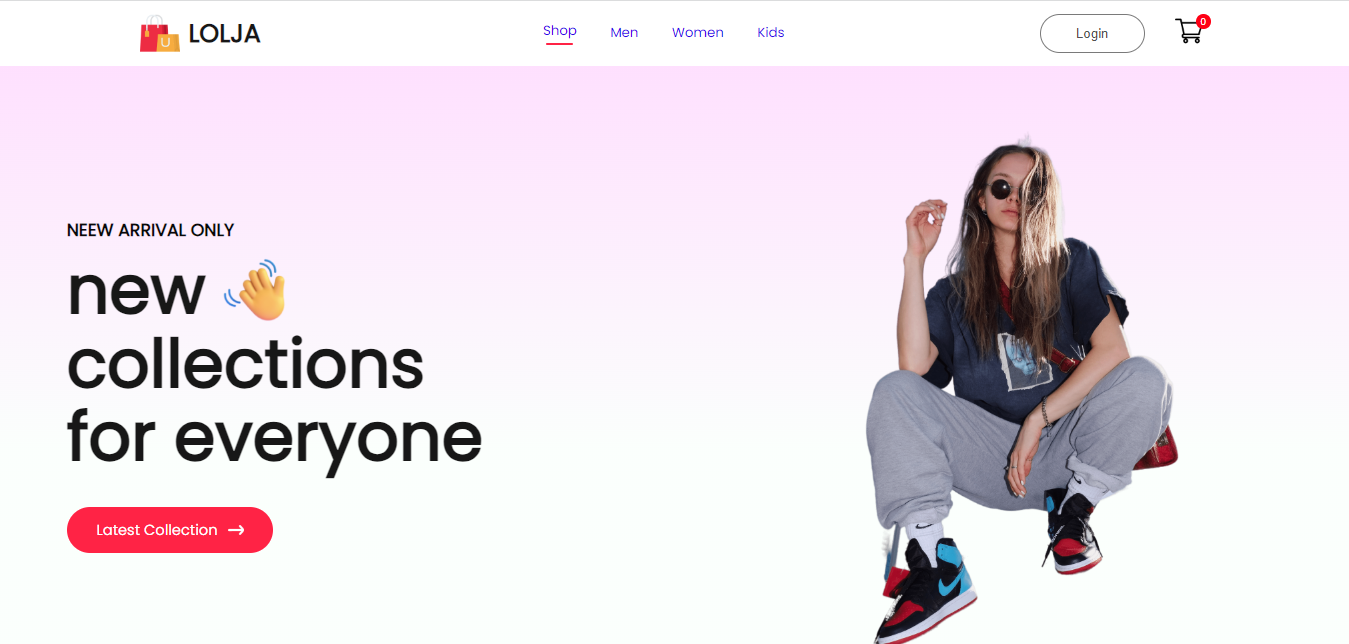 LOLJA
Shop
Men
Women
Kids
Login
0
NEEW ARRIVAL ONLY
new 👋
collections
for everyone
Latest Collection →